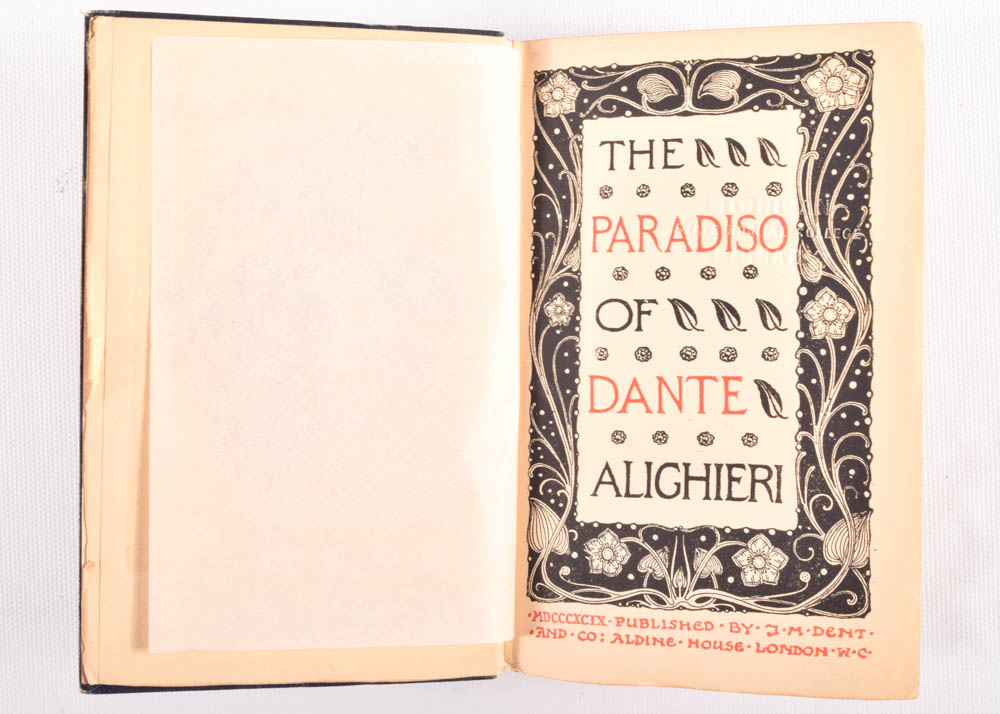 THE
PARADISO
OF
DANTE
ALIGHIERI
·MDCCCXCIX·PUBLISHED·BY·J·M·DENT·
·AND·CO: ALDINE·HOUSE·LONDON·W·C·